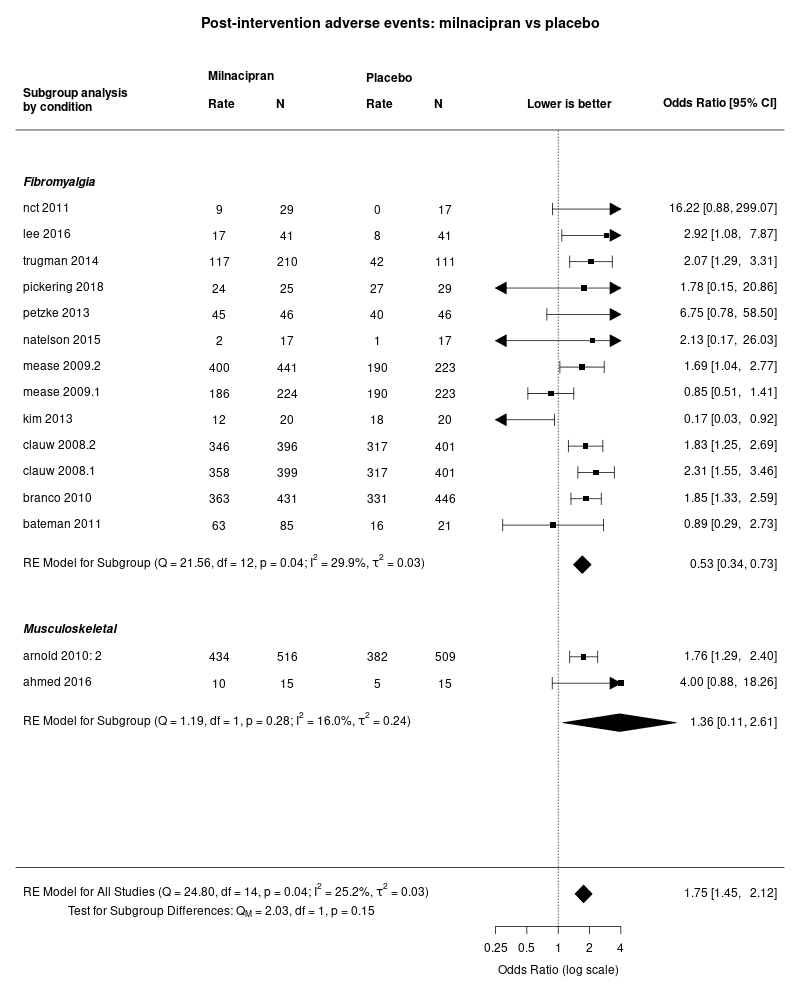 Post-intervention adverse events: milnacipran vs placebo
Milnacipran Placebo
Subgroup analysis
by condition
Rate N Rate N Lower is better Odds Ratio [95% CI]
Fibromyalgia
nct 2011 9 29 0 17 16.22 [0.88, 299.07]
lee 2016 17 41 8 41 2.92 [1.08, 7.87]
trugman 2014 117 210 42 111 2.07 [1.29, 3.31]
pickering 2018 24 25 27 29 1.78 [0.15, 20.86]
petzke 2013 45 46 40 46 6.75 [0.78, 58.50]
natelson 2015 2 17 1 17 2.13 [0.17, 26.03]
mease 2009.2 400 441 190 223 1.69 [1.04, 2.77]
mease 2009.1 186 224 190 223 0.85 [0.51, 1.41]
kim 2013 12 20 18 20 0.17 [0.03, 0.92]
clauw 2008.2 346 396 317 401 1.83 [1.25, 2.69]
clauw 2008.1 358 399 317 401 2.31 [1.55, 3.46]
branco 2010 363 431 331 446 1.85 [1.33, 2.59]
bateman 2011 63 85 16 21 0.89 [0.29, 2.73]
RE Model for Subgroup (Q = 21.56, df = 12, p = 0.04; I² = 29.9%, τ² = 0.03) 0.53 [0.34, 0.73]
Musculoskeletal
arnold 2010: 2 434 516 382 509 1.76 [1.29, 2.40]
ahmed 2016 10 15 5 15 4.00 [0.88, 18.26]
RE Model for Subgroup (Q = 1.19, df = 1, p = 0.28; I² = 16.0%, τ² = 0.24) 1.36 [0.11, 2.61]
RE Model for All Studies (Q = 24.80, df = 14, p = 0.04; I² = 25.2%, τ² = 0.03) 1.75 [1.45, 2.12]
Test for Subgroup Differences: Q_M = 2.03, df = 1, p = 0.15
0.25 0.5 1 2 4
Odds Ratio (log scale)